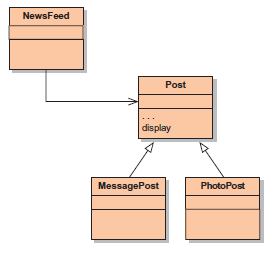 NewsFeed
Post
. . .
display
MessagePost
PhotoPost